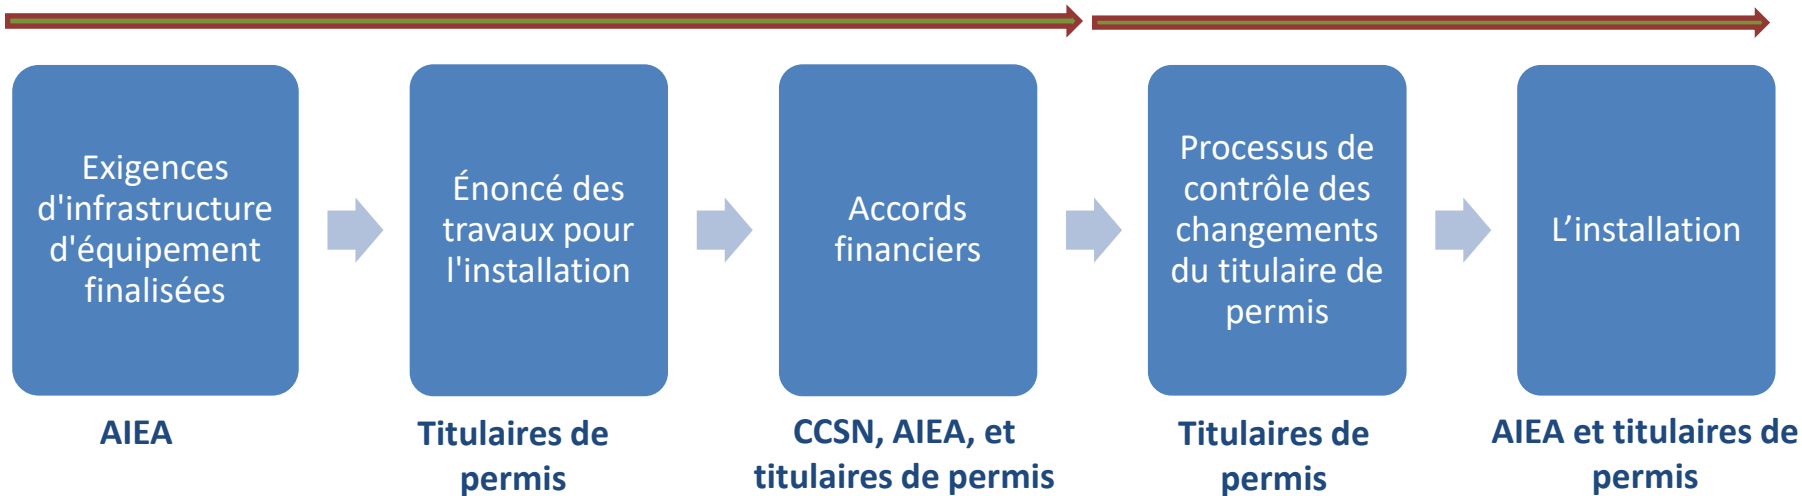 Exigences
d'infrastructure
d'équipement
finalisées
Énoncé des
travaux pour
l'installation
Accords
financiers
Processus de
contrôle des
changements
du titulaire de
permis
L’installation
AIEA
Titulaires de
permis
CCSN, AIEA, et
titulaires de permis
Titulaires de
permis
AIEA et titulaires de
permis